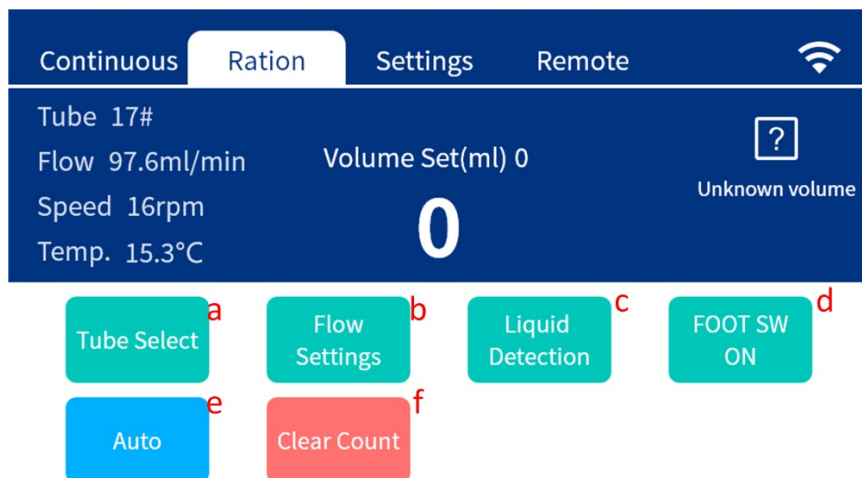 Continuous Ration Settings Remote
Tube 17#
Flow 97.6ml/min
Speed 16rpm
Temp. 15.3°C
Volume Set(ml) 0
0
?
Unknown volume
Tube Select a
Flow
Settings b
Liquid
Detection c
FOOT SW
ON d
Auto e
Clear Count f